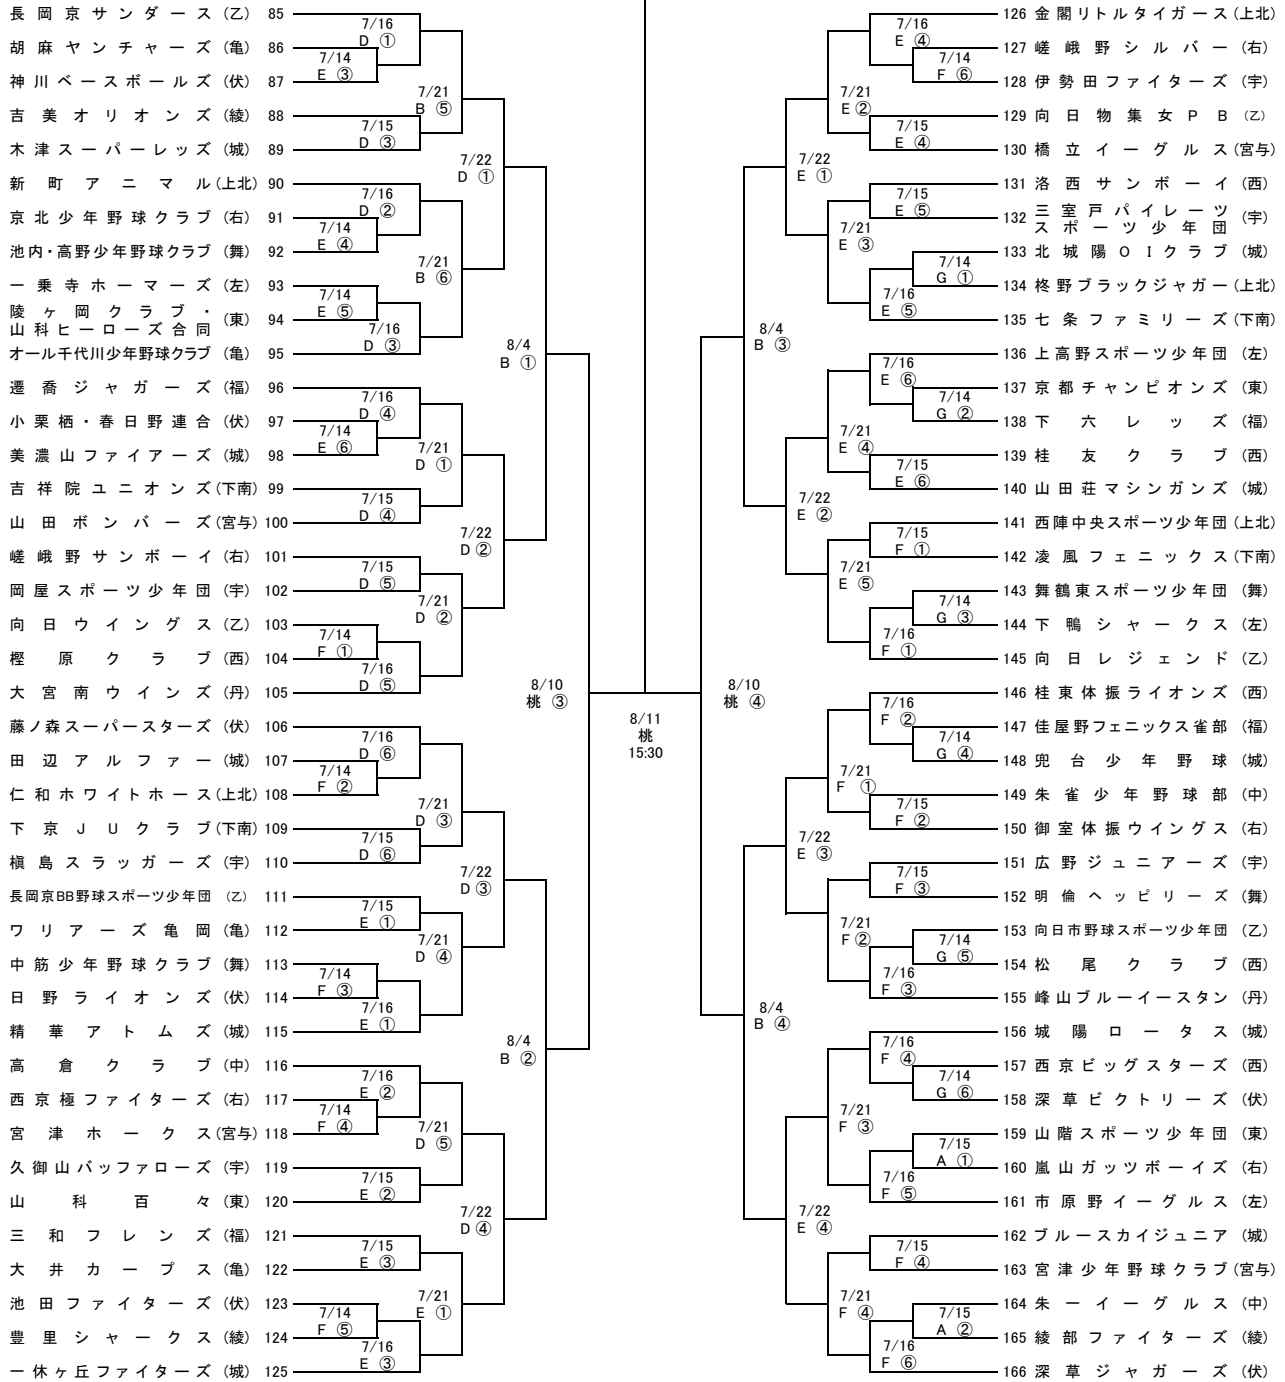 長岡京サンダース (乙) 85
胡麻ヤンチャーズ (亀) 86
神川ベースボールズ (伏) 87
吉美オリオンズ (綾) 88
木津スーパーレッズ (城) 89
新町アニマル (上北) 90
京北少年野球クラブ (右) 91
池内・高野少年野球クラブ (舞) 92
一乗寺ホーマーズ (左) 93
陵ヶ岡クラブ・
山科ヒーローズ合同 (東) 94
オール千代川少年野球クラブ (亀) 95
遷喬ジャガーズ (福) 96
小栗栖・春日野連合 (伏) 97
美濃山ファイアーズ (城) 98
吉祥院ユニオンズ (下南) 99
山田ボンバーズ (宮与) 100
嵯峨野サンボーイ (右) 101
岡屋スポーツ少年団 (宇) 102
向日ウイングス (乙) 103
樫原クラブ (西) 104
大宮南ウインズ (丹) 105
藤ノ森スーパースターズ (伏) 106
田辺アルファー (城) 107
仁和ホワイトホース (上北) 108
下京JUクラブ (下南) 109
槇島スラッガーズ (宇) 110
長岡京BB野球スポーツ少年団 (乙) 111
ワリアーズ亀岡 (亀) 112
中筋少年野球クラブ (舞) 113
日野ライオンズ (伏) 114
精華アトムズ (城) 115
高倉クラブ (中) 116
西京極ファイターズ (右) 117
宮津ホークス (宮与) 118
久御山バッファローズ (宇) 119
山科百々 (東) 120
三和フレンズ (福) 121
大井カープス (亀) 122
池田ファイターズ (伏) 123
豊里シャークス (綾) 124
一休ヶ丘ファイターズ (城) 125
7/14
E ③
7/14
E ④
7/14
E ⑤
7/14
E ⑥
7/14
F ①
7/14
F ②
7/14
F ③
7/14
F ④
7/14
F ⑤
7/16
D ①
7/15
D ③
7/16
D ②
7/16
D ③
7/16
D ④
7/15
D ④
7/15
D ⑤
7/16
D ⑤
7/16
D ⑥
7/15
D ⑥
7/15
E ①
7/16
E ①
7/16
E ②
7/15
E ②
7/15
E ③
7/16
E ③
7/21
B ⑤
7/21
B ⑥
7/21
D ①
7/21
D ②
7/21
D ③
7/21
D ④
7/21
D ⑤
7/21
E ①
7/22
D ①
7/22
D ②
7/22
D ③
7/22
D ④
8/4
B ①
8/4
B ②
8/10
桃 ③
8/11
桃
15:30
8/10
桃 ④
8/4
B ③
8/4
B ④
7/22
E ①
7/22
E ②
7/22
E ③
7/22
E ④
7/21
E ②
7/21
E ③
7/21
E ④
7/21
E ⑤
7/21
F ①
7/21
F ②
7/21
F ③
7/21
F ④
7/16
E ④
7/15
E ④
7/15
E ⑤
7/16
E ⑤
7/16
E ⑥
7/15
E ⑥
7/15
F ①
7/16
F ①
7/16
F ②
7/15
F ②
7/15
F ③
7/16
F ③
7/16
F ④
7/16
F ⑤
7/15
F ④
7/16
F ⑥
7/14
F ⑥
7/14
G ①
7/14
G ②
7/14
G ③
7/14
G ④
7/14
G ⑤
7/14
G ⑥
7/15
A ①
7/15
A ②
126 金閣リトルタイガース (上北)
127 嵯峨野シルバー (右)
128 伊勢田ファイターズ (宇)
129 向日物集女PB (乙)
130 橋立イーグルス (宮与)
131 洛西サンボーイ (西)
132 三室戸パイレーツ
スポーツ少年団 (宇)
133 北城陽OIクラブ (城)
134 柊野ブラックジャガー (上北)
135 七条ファミリーズ (下南)
136 上高野スポーツ少年団 (左)
137 京都チャンピオンズ (東)
138 下六レッズ (福)
139 桂友クラブ (西)
140 山田荘マシンガンズ (城)
141 西陣中央スポーツ少年団 (上北)
142 凌風フェニックス (下南)
143 舞鶴東スポーツ少年団 (舞)
144 下鴨シャークス (左)
145 向日レジェンド (乙)
146 桂東体振ライオンズ (西)
147 佳屋野フェニックス雀部 (福)
148 兜台少年野球 (城)
149 朱雀少年野球部 (中)
150 御室体振ウイングス (右)
151 広野ジュニアーズ (宇)
152 明倫ヘッピリーズ (舞)
153 向日市野球スポーツ少年団 (乙)
154 松尾クラブ (西)
155 峰山ブルーイースタン (丹)
156 城陽ロータス (城)
157 西京ビッグスターズ (西)
158 深草ビクトリーズ (伏)
159 山階スポーツ少年団 (東)
160 嵐山ガッツボーイズ (右)
161 市原野イーグルス (左)
162 ブルースカイジュニア (城)
163 宮津少年野球クラブ (宮与)
164 朱一イーグルス (中)
165 綾部ファイターズ (綾)
166 深草ジャガーズ (伏)